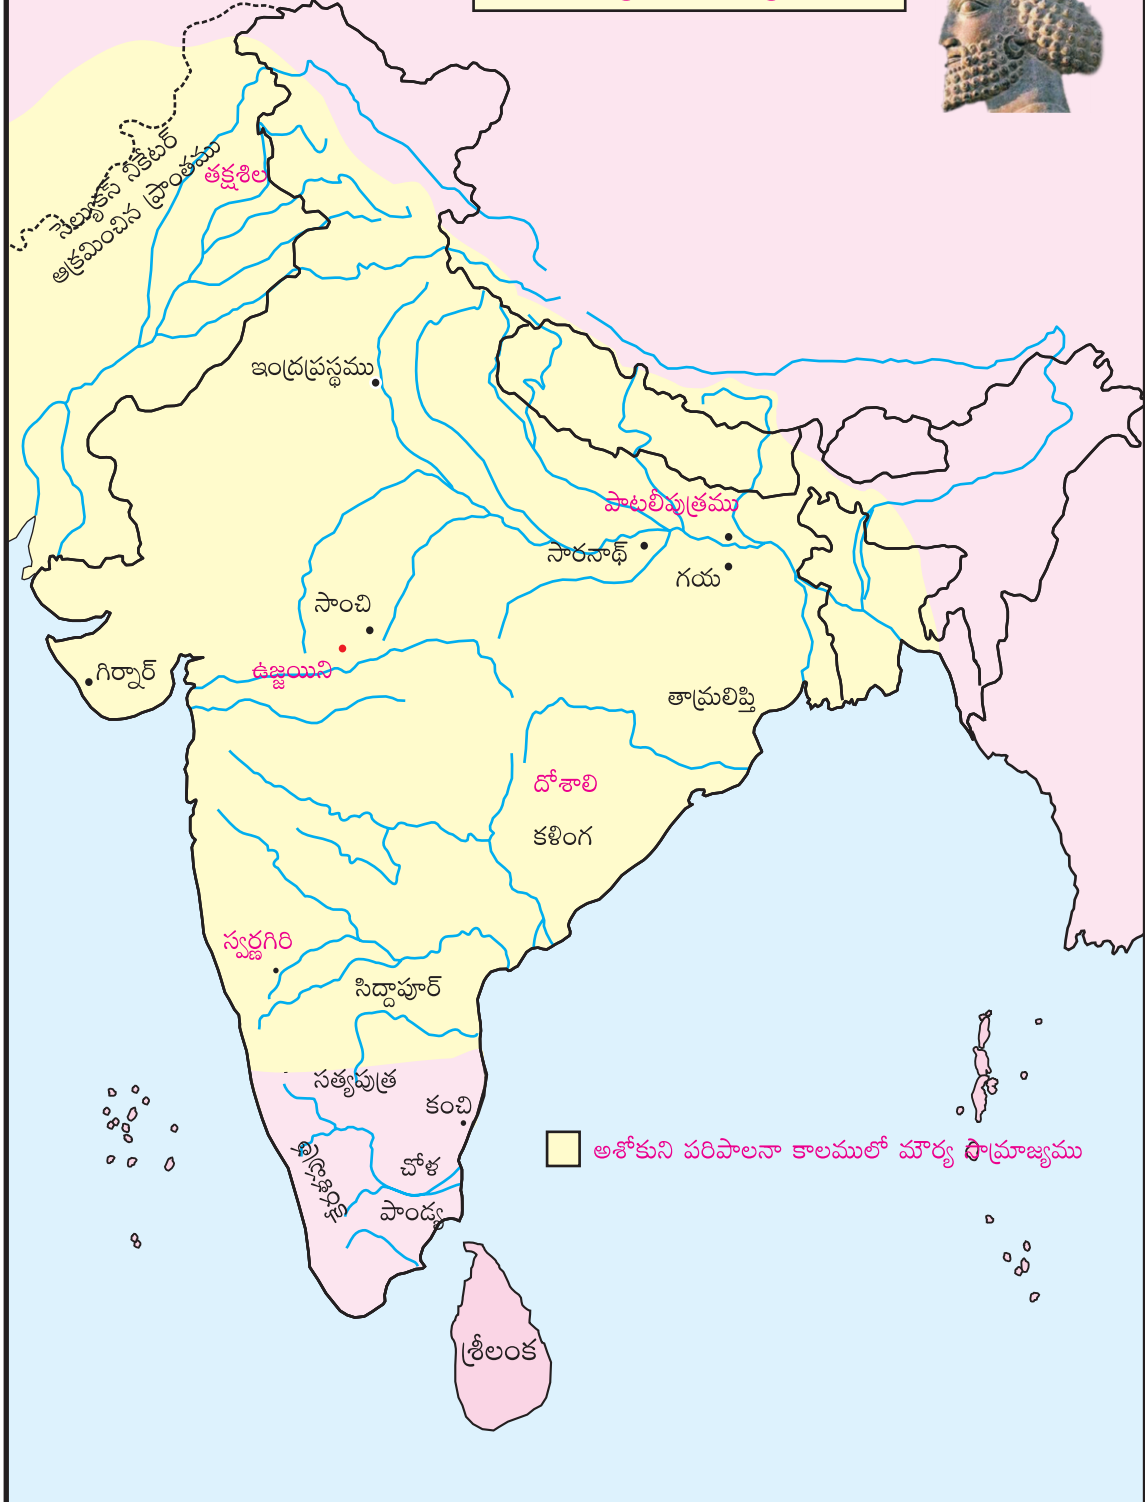 సెల్యుకస్ నికేటర్
ఆక్రమించిన ప్రాంతము
తక్షశిల
ఇంద్రప్రస్థము
పాటలీపుత్రము
సారనాథ్
గయ
సాంచి
గిర్నార్
ఉజ్జయిని
తామ్రలిప్తి
దోశాలి
కళింగ
స్వర్ణగిరి
సిద్దాపూర్
సత్యపుత్ర
కంచి
అశోకుని పరిపాలనా కాలములో మౌర్య సామ్రాజ్యము
చోళ
పాండ్య
శ్రీలంక